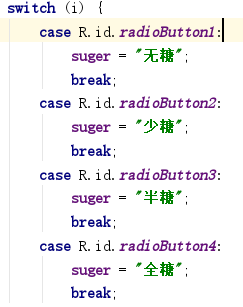 switch (i) {
case R.id.radioButton1:
suger = "无糖";
break;
case R.id.radioButton2:
suger = "少糖";
break;
case R.id.radioButton3:
suger = "半糖";
break;
case R.id.radioButton4:
suger = "全糖";
break;